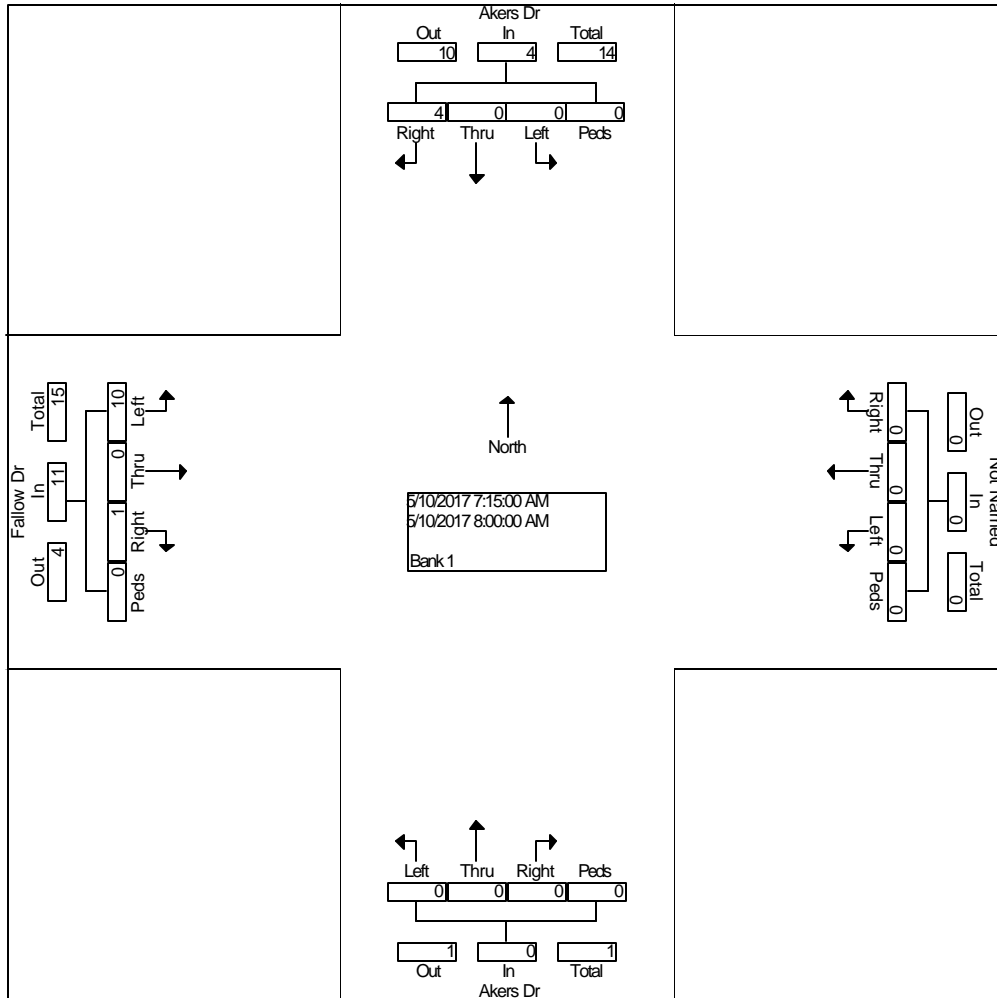 Akers Dr
Out In Total
10 4 14
4 0 0 0
Right Thru Left Peds
Fallow Dr
Total In Out
15 11 4
10 0 1 0
Left Thru Right Peds
North
5/10/2017 7:15:00 AM
5/10/2017 8:00:00 AM
Bank 1
Right Thru Left Peds
0 0 0 0
Out In Total
0 0 0
Not Named
Left Thru Right Peds
0 0 0 0
1 0 1
Out In Total
Akers Dr